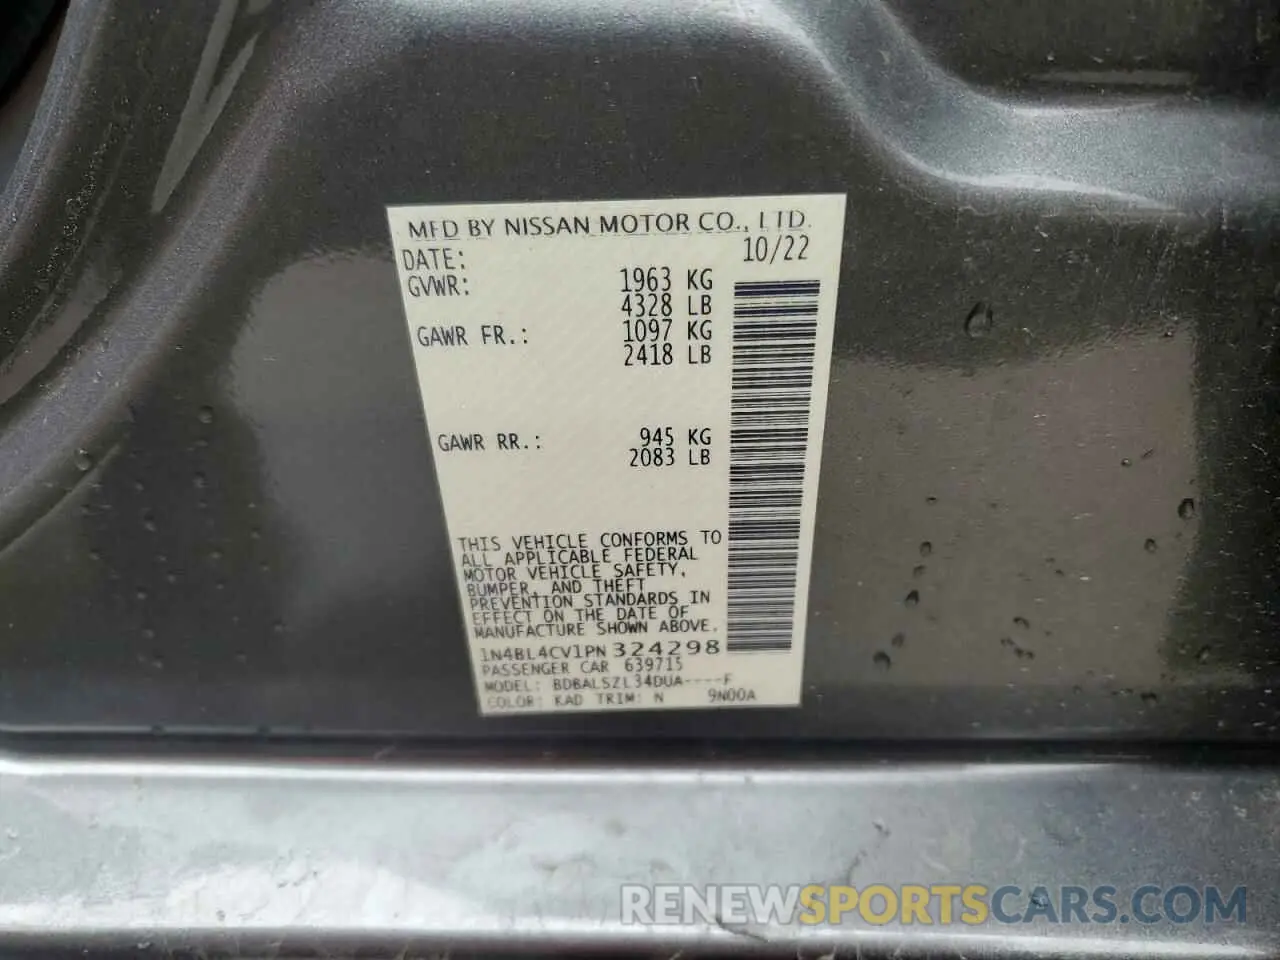 MFD BY NISSAN MOTOR CO., LTD.
DATE: 10/22
GVWR: 1963 KG
4328 LB
GAWR FR.: 1097 KG
2418 LB
GAWR RR.: 945 KG
2083 LB
THIS VEHICLE CONFORMS TO
ALL APPLICABLE FEDERAL
MOTOR VEHICLE SAFETY,
BUMPER, AND THEFT
PREVENTION STANDARDS IN
EFFECT ON THE DATE OF
MANUFACTURE SHOWN ABOVE.
1N4BL4CV1PN324298
PASSENGER CAR 639715
MODEL: BDBALSZL34DUA----F
COLOR: KAD TRIM: N 9N00A
RENEWSPORTSCARS.COM